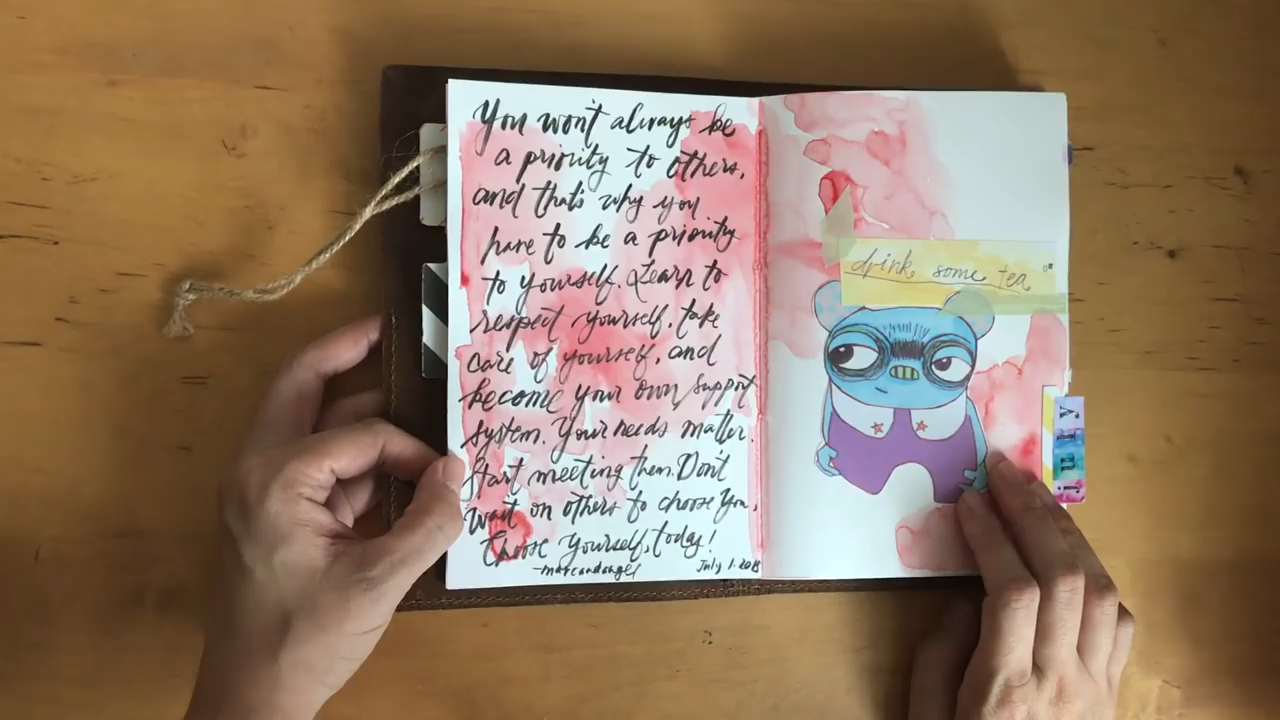 You won't always be
a priority to others,
and that's why you
have to be a priority
to yourself. Learn to
respect yourself, take
care of yourself, and
become your own support
system. Your needs matter.
Start meeting them. Don't
wait on others to choose you,
Choose yourself, today!
-marcandangel
July 1. 2018
drink some tea